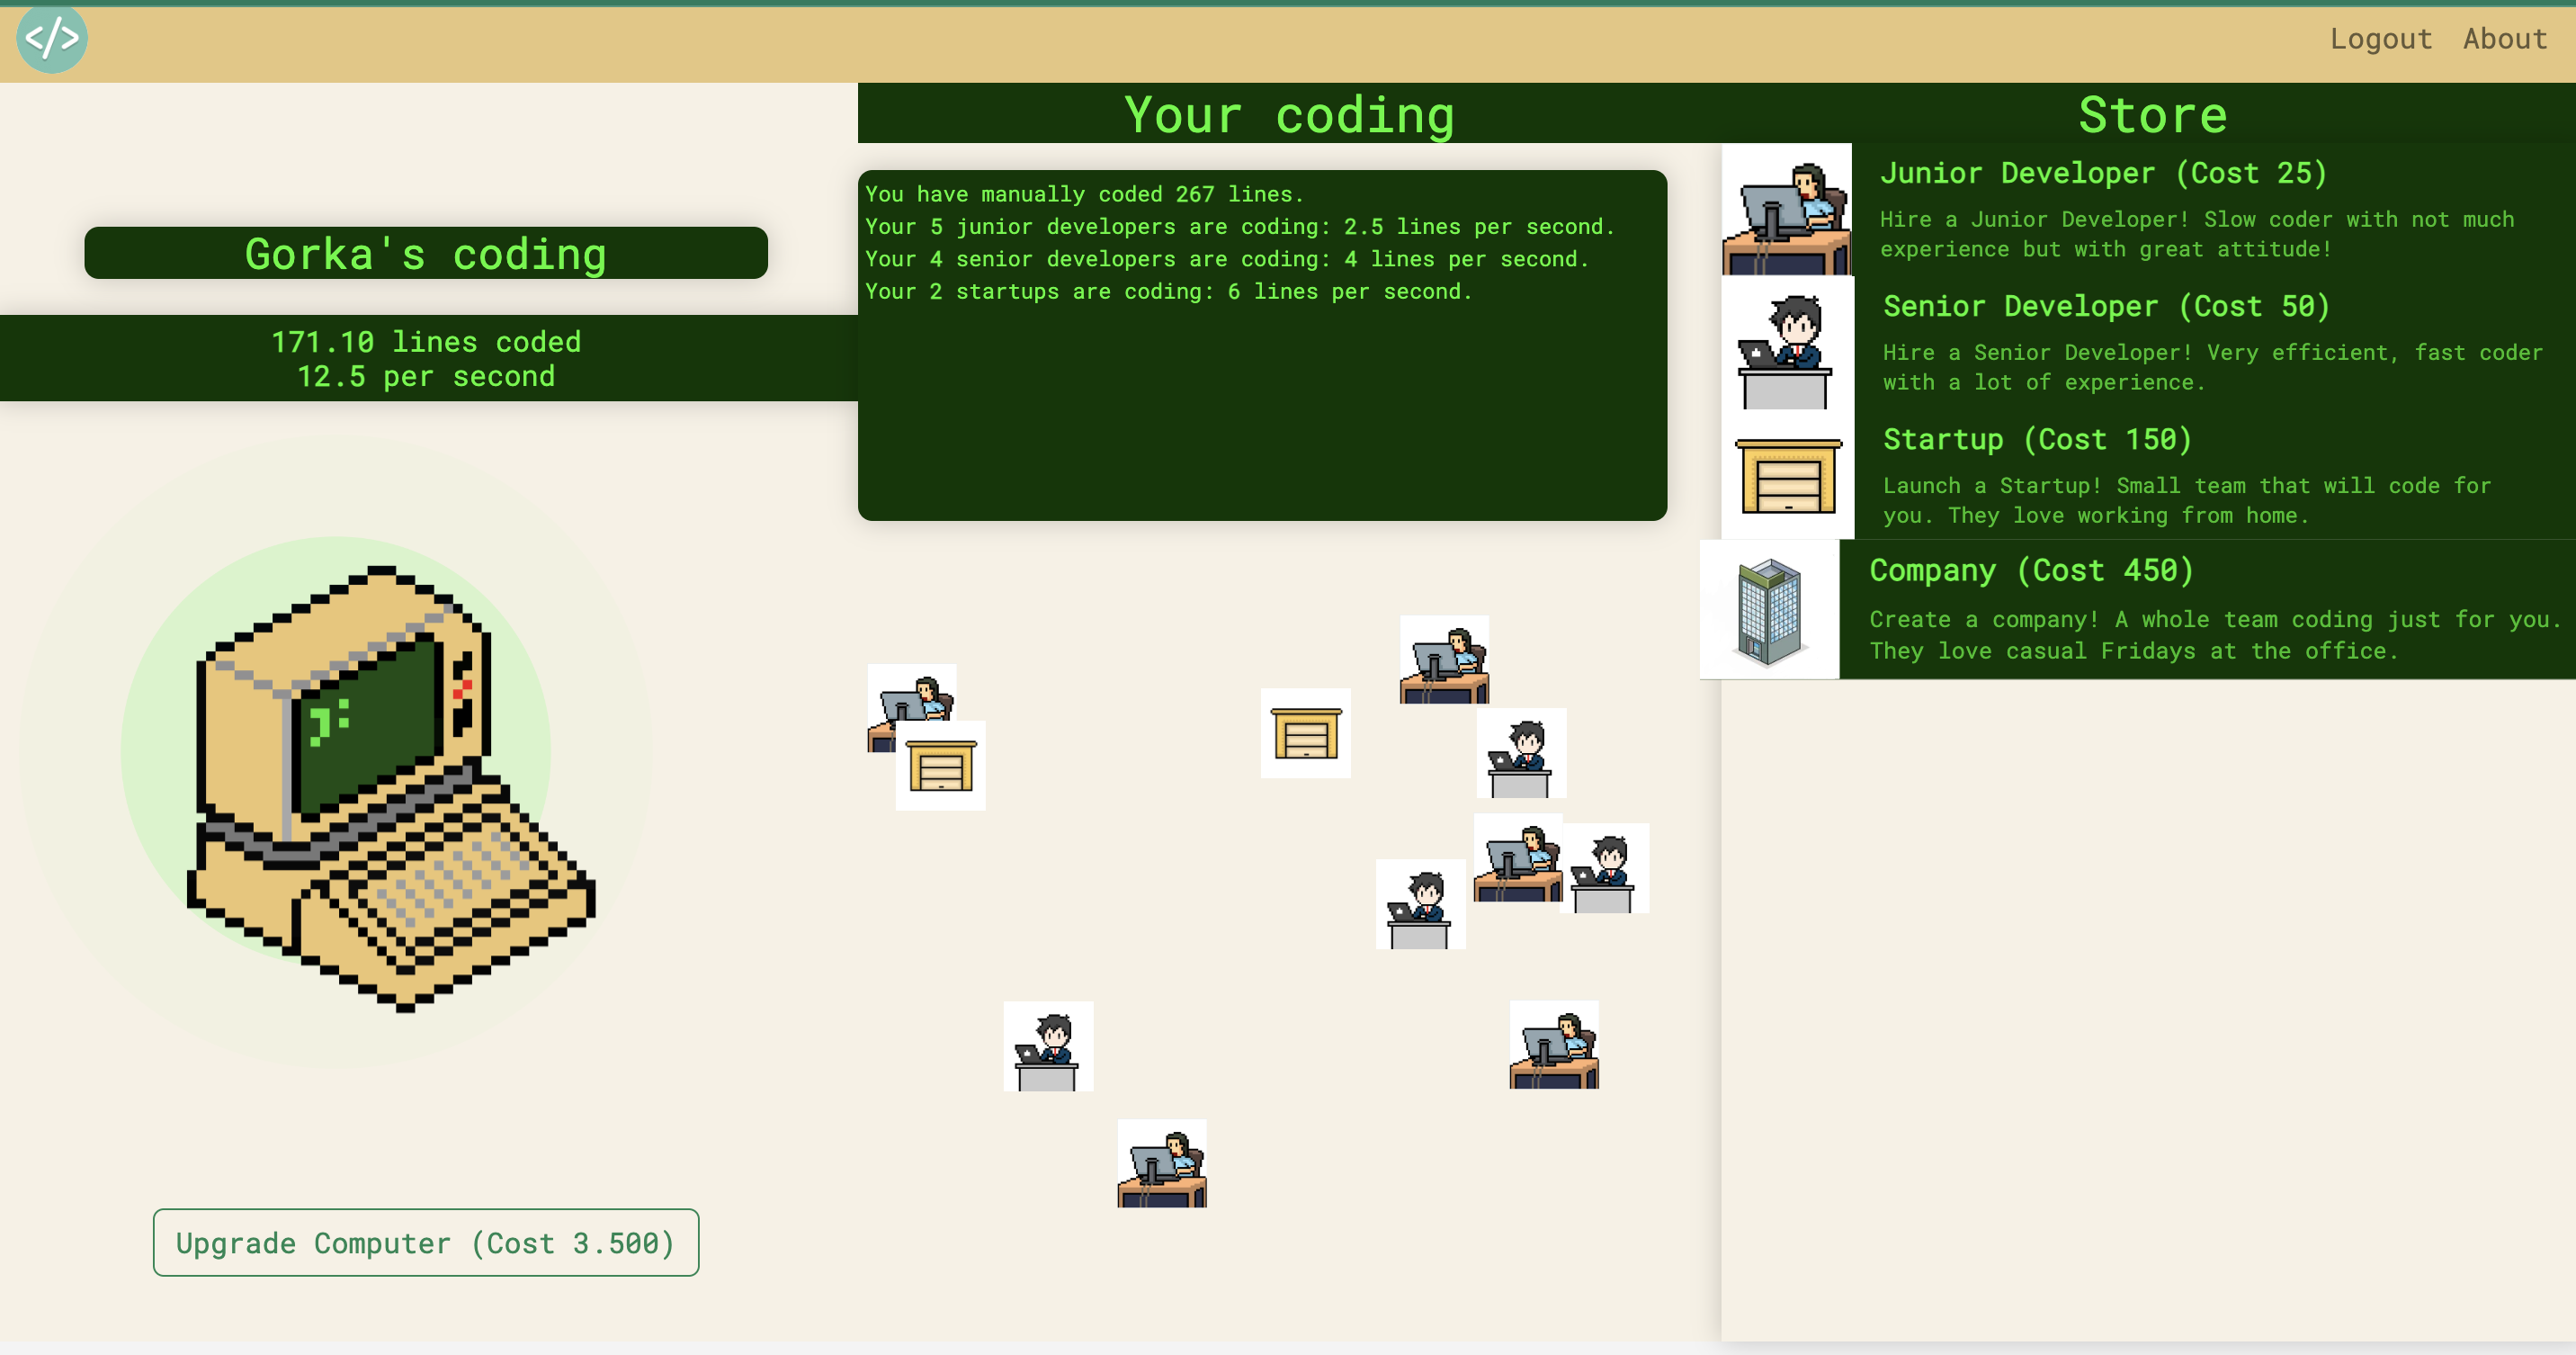 </>
Logout About
Your coding
Store
Gorka's coding
171.10 lines coded
12.5 per second
You have manually coded 267 lines.
Your 5 junior developers are coding: 2.5 lines per second.
Your 4 senior developers are coding: 4 lines per second.
Your 2 startups are coding: 6 lines per second.
Junior Developer (Cost 25)
Hire a Junior Developer! Slow coder with not much
experience but with great attitude!
Senior Developer (Cost 50)
Hire a Senior Developer! Very efficient, fast coder
with a lot of experience.
Startup (Cost 150)
Launch a Startup! Small team that will code for
you. They love working from home.
Company (Cost 450)
Create a company! A whole team coding just for you.
They love casual Fridays at the office.
Upgrade Computer (Cost 3.500)